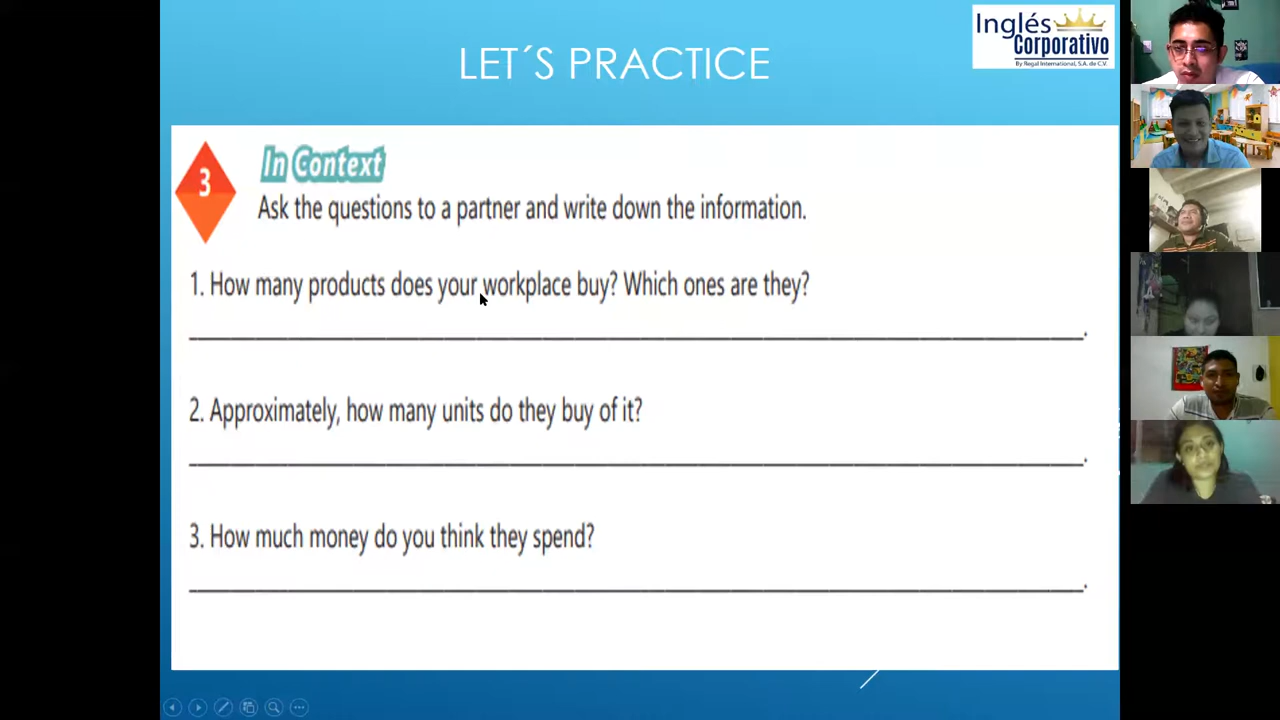 LET´S PRACTICE
Inglés
Corporativo
By Regal International, S.A. de C.V.
3
In Context
Ask the questions to a partner and write down the information.
1. How many products does your workplace buy? Which ones are they?
2. Approximately, how many units do they buy of it?
3. How much money do you think they spend?